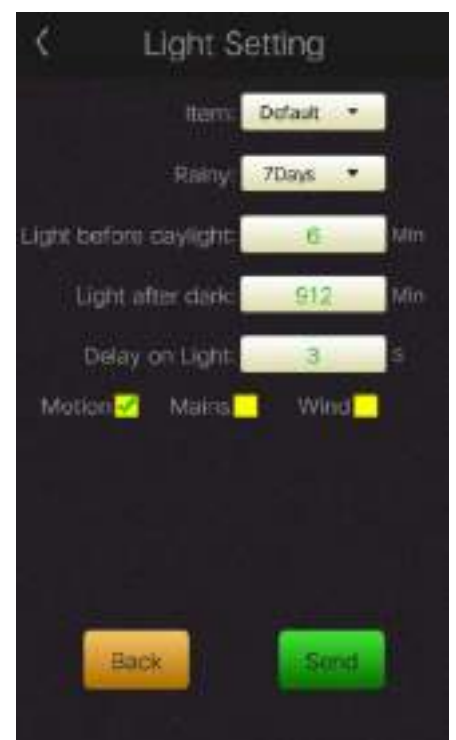 Light Setting
Item: Default
Rainy: 7Days
Light before daylight: 6 Min
Light after dark: 912 Min
Delay on Light: 3 S
Motion Mains Wind
Back Send